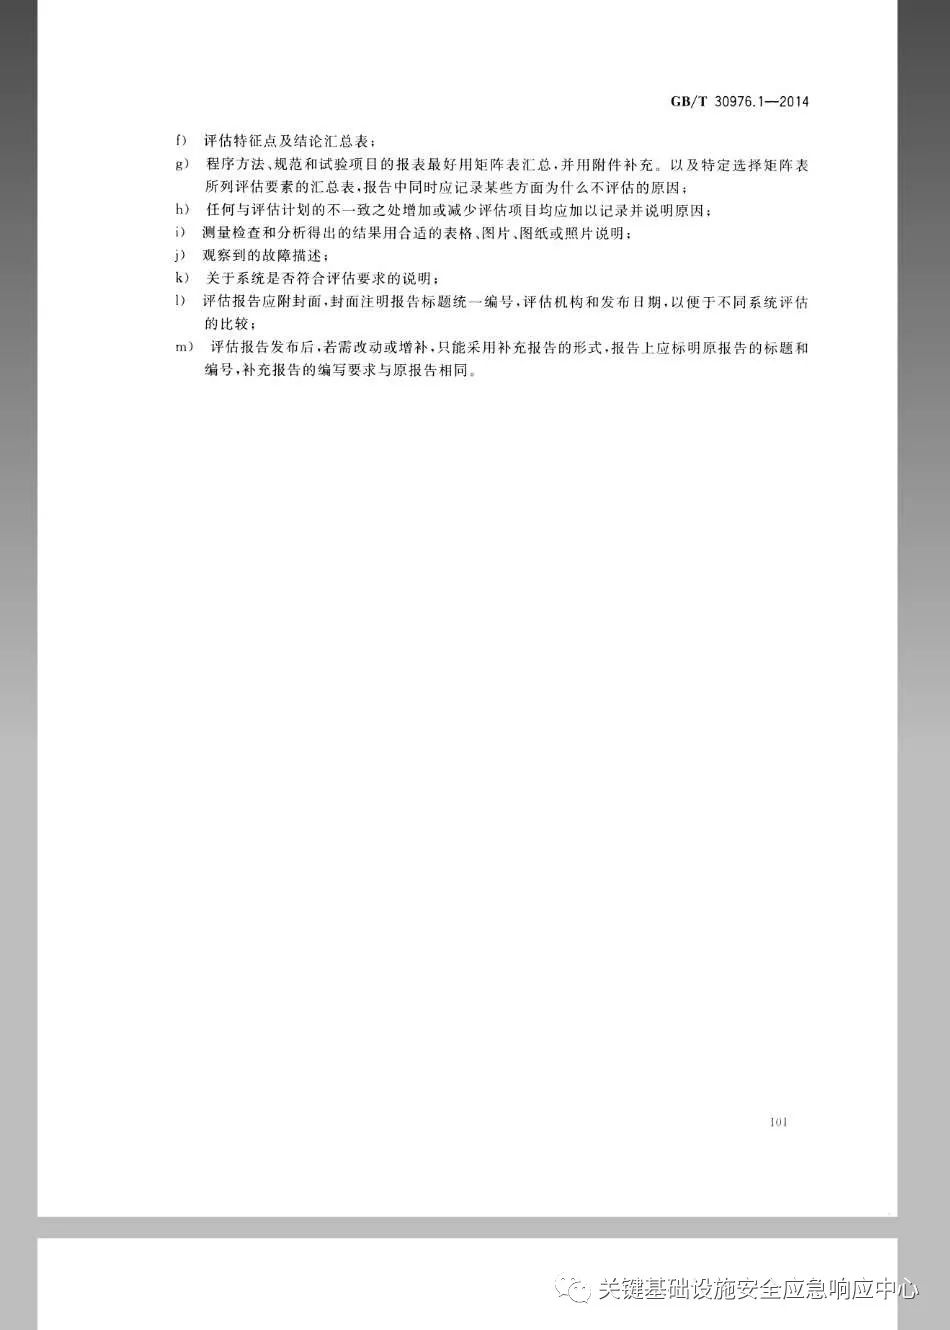 GB/T 30976.1—2014
f) 评估特征点及结论汇总表;
g) 程序方法、规范和试验项目的报表最好用矩阵表汇总,并用附件补充。以及特定选择矩阵表
所列评估要素的汇总表,报告中同时应记录某些方面为什么不评估的原因;
h) 任何与评估计划的不一致之处增加或减少评估项目均应加以记录并说明原因;
i) 测量检查和分析得出的结果用合适的表格、图片、图纸或照片说明;
j) 观察到的故障描述;
k) 关于系统是否符合评估要求的说明;
l) 评估报告应附封面,封面注明报告标题统一编号,评估机构和发布日期,以便于不同系统评估
的比较;
m) 评估报告发布后,若需改动或增补,只能采用补充报告的形式,报告上应标明原报告的标题和
编号,补充报告的编写要求与原报告相同。
101
关键基础设施安全应急响应中心